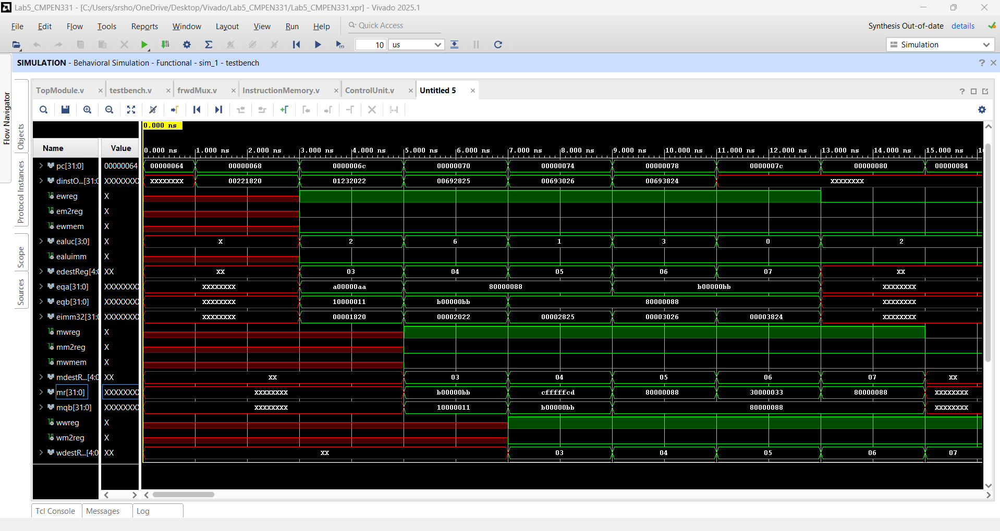 Lab5_CMPEN331 - [C:/Users/srsho/OneDrive/Desktop/Vivado/Lab5_CMPEN331/Lab5_CMPEN331.xpr] - Vivado 2025.1
File Edit Flow Tools Reports Window Layout View Run Help Quick Access
Synthesis Out-of-date details
10 us
Simulation
SIMULATION - Behavioral Simulation - Functional - sim_1 - testbench
Flow Navigator
Objects
Protocol Instances
Scope
Sources
TopModule.v testbench.v frwdMux.v InstructionMemory.v ControlUnit.v Untitled 5
0.000 ns
Name Value 0.000 ns 1.000 ns 2.000 ns 3.000 ns 4.000 ns 5.000 ns 6.000 ns 7.000 ns 8.000 ns 9.000 ns 10.000 ns 11.000 ns 12.000 ns 13.000 ns 14.000 ns 15.000 ns
pc[31:0] 00000064 00000064 00000068 0000006c 00000070 00000074 00000078 0000007c 00000080 00000084
dinstO...[31:0 XXXXXXXX XXXXXXXX 00221820 01232022 00692825 00693026 00693824 XXXXXXXX
ewreg X
em2reg X
ewmem X
ealuc[3:0] X X 2 6 1 3 0 2
ealuimm X
edestReg[4:0 XX XX 03 04 05 06 07 XX
eqa[31:0] XXXXXXXX XXXXXXXX a00000aa 80000088 b00000bb XXXXXXXX
eqb[31:0] XXXXXXXX XXXXXXXX 10000011 b00000bb 80000088 XXXXXXXX
eimm32[31:0 XXXXXXXX XXXXXXXX 00001820 00002022 00002825 00003026 00003824 XXXXXXXX
mwreg X
mm2reg X
mwmem X
mdestR...[4:0 XX XX 03 04 05 06 07 XX
mr[31:0] XXXXXXXX XXXXXXXX b00000bb cfffffcd 80000088 30000033 80000088 XXXXXXXX
mqb[31:0] XXXXXXXX XXXXXXXX 10000011 b00000bb 80000088 XXXXXXXX
wwreg X
wm2reg X
wdestR...[4:0 XX XX 03 04 05 06 07
Tcl Console Messages Log